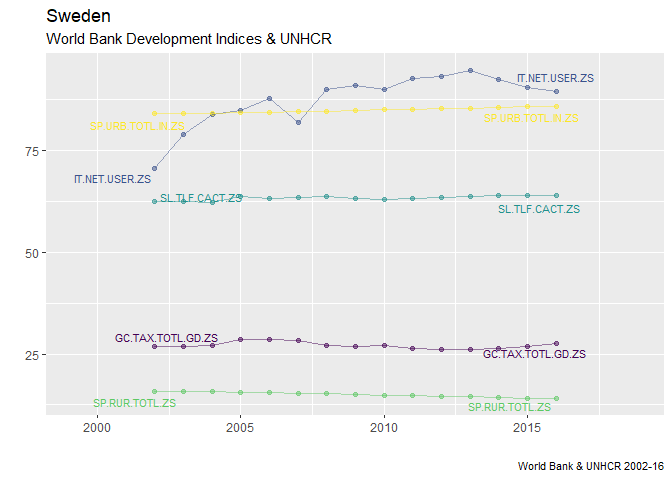 Sweden
World Bank Development Indices & UNHCR
IT.NET.USER.ZS
SP.URB.TOTL.IN.ZS
SP.URB.TOTL.IN.ZS
75
IT.NET.USER.ZS
SL.TLF.CACT.ZS
SL.TLF.CACT.ZS
50
GC.TAX.TOTL.GD.ZS
GC.TAX.TOTL.GD.ZS
25
SP.RUR.TOTL.ZS
SP.RUR.TOTL.ZS
2000 2005 2010 2015
World Bank & UNHCR 2002-16